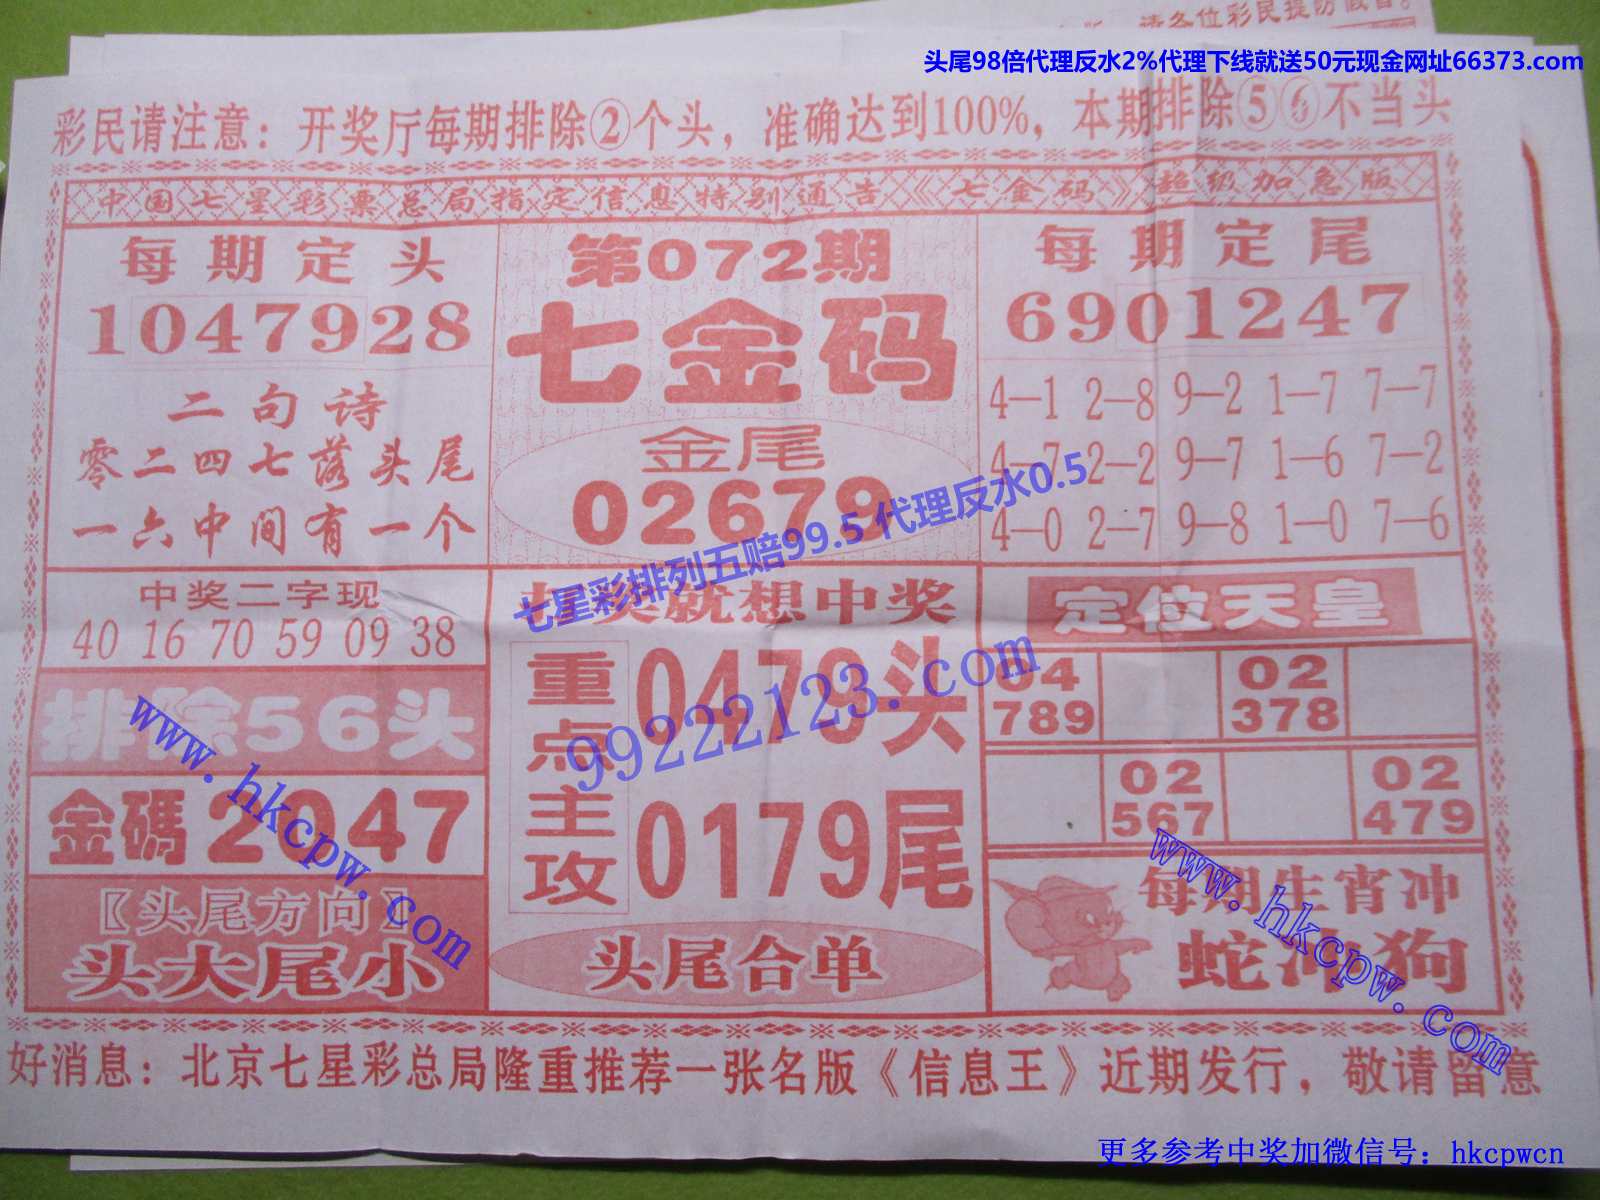 请各位彩民提防假冒。
头尾98倍代理反水2%代理下线就送50元现金网址66373.com
彩民请注意：开奖厅每期排除②个头，准确达到100%，本期排除⑤⑥不当头
中国七星彩票总局指定信息特别通告《七金码》超级加急版
每期定头
1047928
二句诗
零二四七落头尾
一六中间有一个
第072期
七金码
金尾
02679
每期定尾
6901247
4—1 2—8 9—2 1—7 7—7
4—7 2—2 9—7 1—6 7—2
4—0 2—7 9—8 1—0 7—6
七星彩排列五赔99.5 代理反水0.5
中奖二字现
40 16 70 59 09 38
排除56头
金碼2047
〖头尾方向〗
头大尾小
奖就想中奖
重点主攻
0479头
0179尾
头尾合单
99222123.com
定位天皇
04 02
789 378
02 02
567 479
每期生肖冲
蛇冲狗
www.hkcpw.com
www.hkcpw.com
好消息：北京七星彩总局隆重推荐一张名版《信息王》近期发行，敬请留意
更多参考中奖加微信号：hkcpwcn